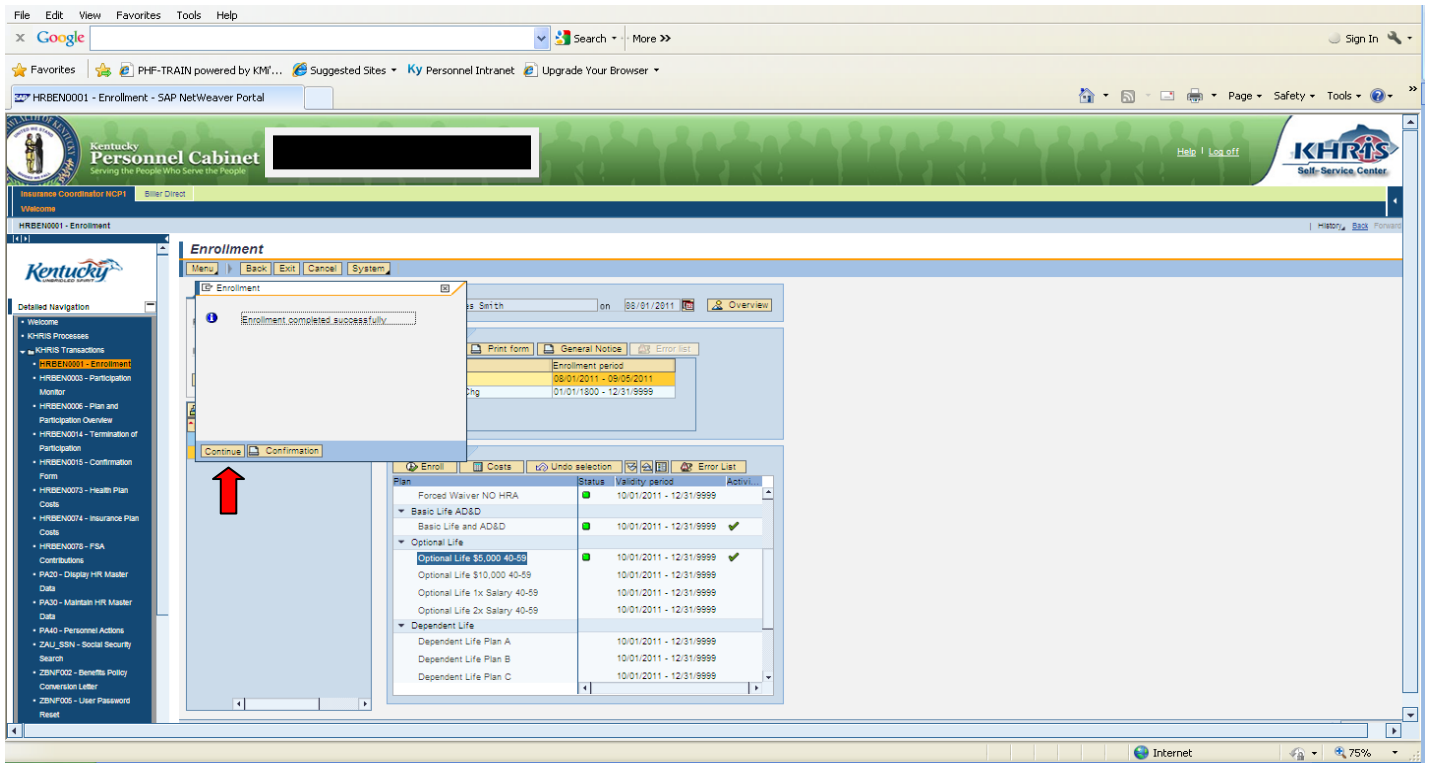 File Edit View Favorites Tools Help
x Google Search More >> Sign In
Favorites PHF-TRAIN powered by KMi'... Suggested Sites Ky Personnel Intranet Upgrade Your Browser
HRBEN0001 - Enrollment - SAP NetWeaver Portal Page Safety Tools >>
Kentucky
Personnel Cabinet
Serving the People Who Serve the People
Help | Log off
KHRIS
Self-Service Center
Insurance Coordinator NCP1 Biller Direct
Welcome
HRBEN0001 - Enrollment | History Back Forward
Kentucky
UNBRIDLED SPIRIT
Detailed Navigation
• Welcome
• KHRIS Processes
KHRIS Transactions
• HRBEN0001 - Enrollment
• HRBEN0003 - Participation
Monitor
• HRBEN0006 - Plan and
Participation Overview
• HRBEN0014 - Termination of
Participation
• HRBEN0015 - Confirmation
Form
• HRBEN0073 - Health Plan
Costs
• HRBEN0074 - Insurance Plan
Costs
• HRBEN0078 - FSA
Contributions
• PA20 - Display HR Master
Data
• PA30 - Maintain HR Master
Data
• PA40 - Personnel Actions
• ZAU_SSN - Social Security
Search
• ZBNF002 - Benefits Policy
Conversion Letter
• ZBNF005 - User Password
Reset
Enrollment
Menu Back Exit Cancel System
Enrollment
Enrollment completed successfully
Continue Confirmation
Smith on 08/01/2011 Overview
Print form General Notice Error list
Enrollment period
08/01/2011 - 09/05/2011
Chg 01/01/1800 - 12/31/9999
Enroll Costs Undo selection Error List
Plan Status Validity period Activi...
Forced Waiver NO HRA 10/01/2011 - 12/31/9999
Basic Life AD&D
Basic Life and AD&D 10/01/2011 - 12/31/9999
Optional Life
Optional Life $5,000 40-59 10/01/2011 - 12/31/9999
Optional Life $10,000 40-59 10/01/2011 - 12/31/9999
Optional Life 1x Salary 40-59 10/01/2011 - 12/31/9999
Optional Life 2x Salary 40-59 10/01/2011 - 12/31/9999
Dependent Life
Dependent Life Plan A 10/01/2011 - 12/31/9999
Dependent Life Plan B 10/01/2011 - 12/31/9999
Dependent Life Plan C 10/01/2011 - 12/31/9999
Internet 75%